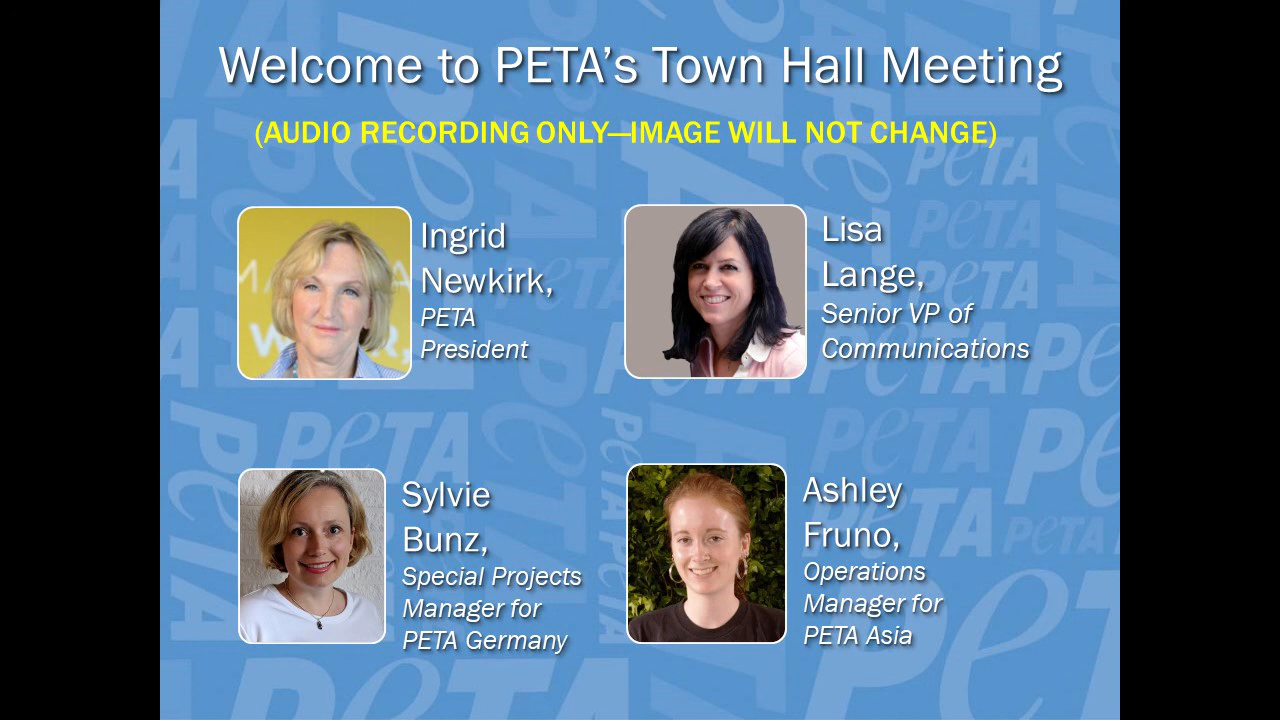 Welcome to PETA’s Town Hall Meeting
(AUDIO RECORDING ONLY—IMAGE WILL NOT CHANGE)
Ingrid
Newkirk,
PETA
President
Lisa
Lange,
Senior VP of
Communications
Sylvie
Bunz,
Special Projects
Manager for
PETA Germany
Ashley
Fruno,
Operations
Manager for
PETA Asia